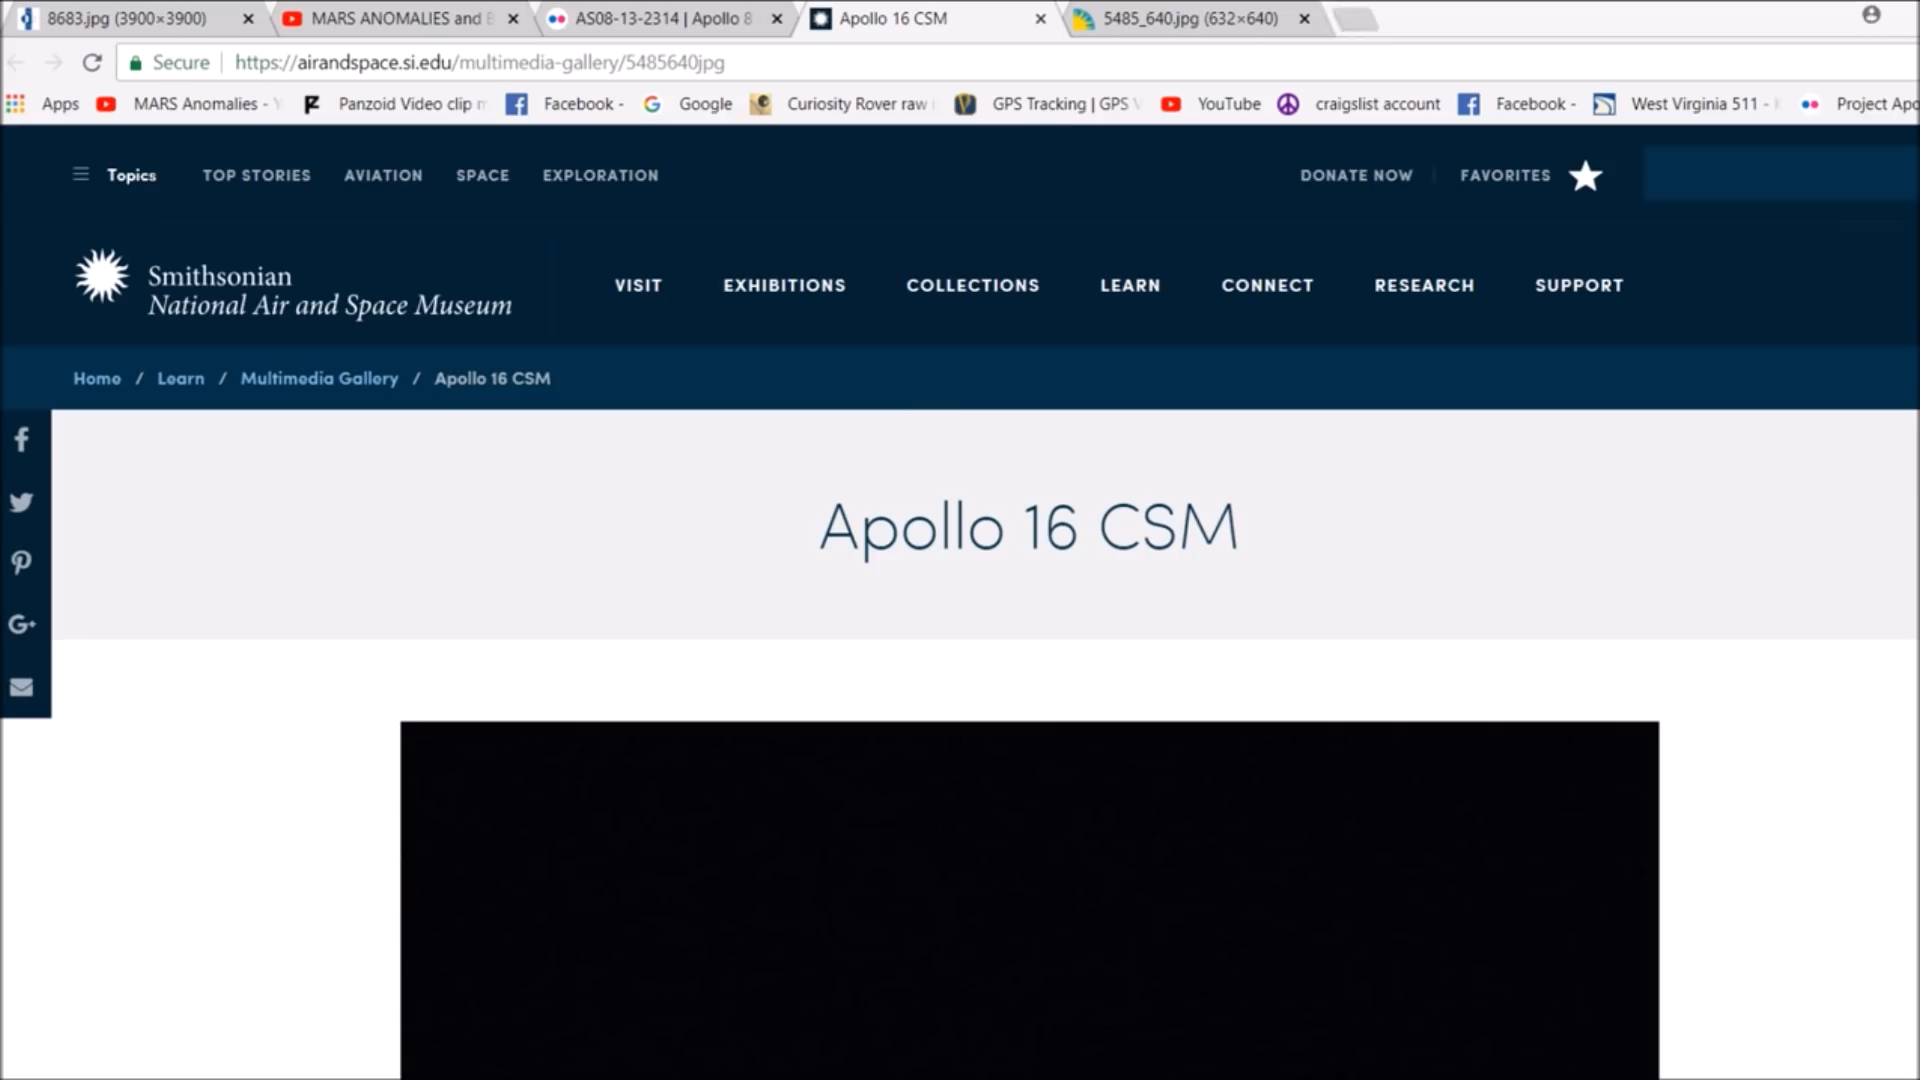 8683.jpg (3900×3900) MARS ANOMALIES and AS08-13-2314 | Apollo 8 Apollo 16 CSM 5485_640.jpg (632×640)
Secure https://airandspace.si.edu/multimedia-gallery/5485640jpg
Apps MARS Anomalies - Panzoid Video clip Facebook - Google Curiosity Rover raw GPS Tracking | GPS YouTube craigslist account Facebook - West Virginia 511 - Project Apo
Topics TOP STORIES AVIATION SPACE EXPLORATION DONATE NOW FAVORITES
Smithsonian
National Air and Space Museum
VISIT EXHIBITIONS COLLECTIONS LEARN CONNECT RESEARCH SUPPORT
Home / Learn / Multimedia Gallery / Apollo 16 CSM
Apollo 16 CSM